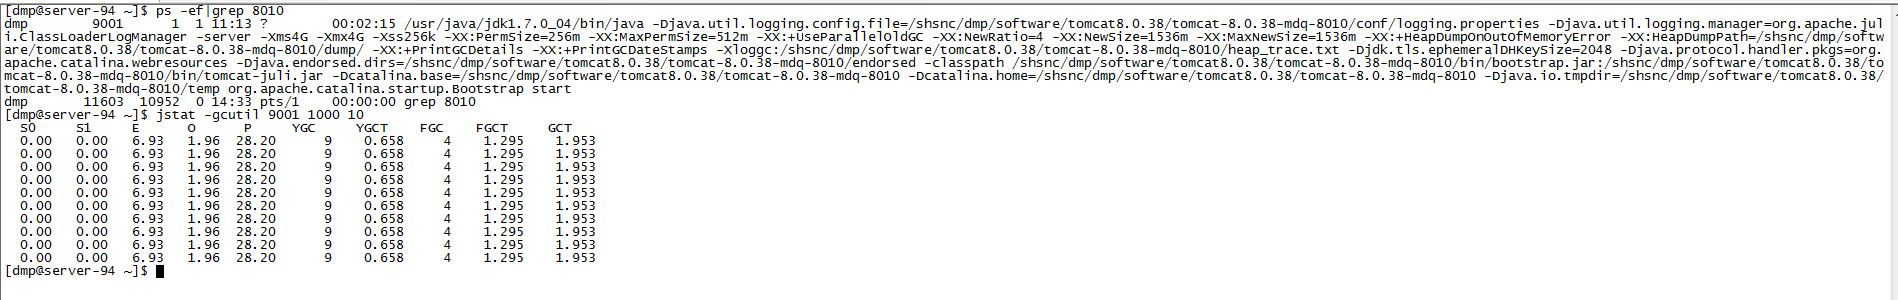 [dmp@server-94 ~]$ ps -ef|grep 8010
dmp        9001      1  1 11:13 ?        00:02:15 /usr/java/jdk1.7.0_04/bin/java -Djava.util.logging.config.file=/shsnc/dmp/software/tomcat8.0.38/tomcat-8.0.38-mdq-8010/conf/logging.properties -Djava.util.logging.manager=org.apache.jul
i.ClassLoaderLogManager -server -Xms4G -Xmx4G -Xss256k -XX:PermSize=256m -XX:MaxPermSize=512m -XX:+UseParallelOldGC -XX:NewRatio=4 -XX:NewSize=1536m -XX:MaxNewSize=1536m -XX:+HeapDumpOnOutOfMemoryError -XX:HeapDumpPath=/shsnc/dmp/softw
are/tomcat8.0.38/tomcat-8.0.38-mdq-8010/dump/ -XX:+PrintGCDetails -XX:+PrintGCDateStamps -Xloggc:/shsnc/dmp/software/tomcat8.0.38/tomcat-8.0.38-mdq-8010/heap_trace.txt -Djdk.tls.ephemeralDHKeySize=2048 -Djava.protocol.handler.pkgs=org.
apache.catalina.webresources -Djava.endorsed.dirs=/shsnc/dmp/software/tomcat8.0.38/tomcat-8.0.38-mdq-8010/endorsed -classpath /shsnc/dmp/software/tomcat8.0.38/tomcat-8.0.38-mdq-8010/bin/bootstrap.jar:/shsnc/dmp/software/tomcat8.0.38/to
mcat-8.0.38-mdq-8010/bin/tomcat-juli.jar -Dcatalina.base=/shsnc/dmp/software/tomcat8.0.38/tomcat-8.0.38-mdq-8010 -Dcatalina.home=/shsnc/dmp/software/tomcat8.0.38/tomcat-8.0.38-mdq-8010 -Djava.io.tmpdir=/shsnc/dmp/software/tomcat8.0.38/
tomcat-8.0.38-mdq-8010/temp org.apache.catalina.startup.Bootstrap start
dmp       11603  10952  0 14:33 pts/1    00:00:00 grep 8010
[dmp@server-94 ~]$ jstat -gcutil 9001 1000 10
  S0     S1     E      O      P     YGC     YGCT    FGC    FGCT     GCT
  0.00   0.00   6.93   1.96  28.20      9    0.658     4    1.295    1.953
  0.00   0.00   6.93   1.96  28.20      9    0.658     4    1.295    1.953
  0.00   0.00   6.93   1.96  28.20      9    0.658     4    1.295    1.953
  0.00   0.00   6.93   1.96  28.20      9    0.658     4    1.295    1.953
  0.00   0.00   6.93   1.96  28.20      9    0.658     4    1.295    1.953
  0.00   0.00   6.93   1.96  28.20      9    0.658     4    1.295    1.953
  0.00   0.00   6.93   1.96  28.20      9    0.658     4    1.295    1.953
  0.00   0.00   6.93   1.96  28.20      9    0.658     4    1.295    1.953
  0.00   0.00   6.93   1.96  28.20      9    0.658     4    1.295    1.953
  0.00   0.00   6.93   1.96  28.20      9    0.658     4    1.295    1.953
[dmp@server-94 ~]$